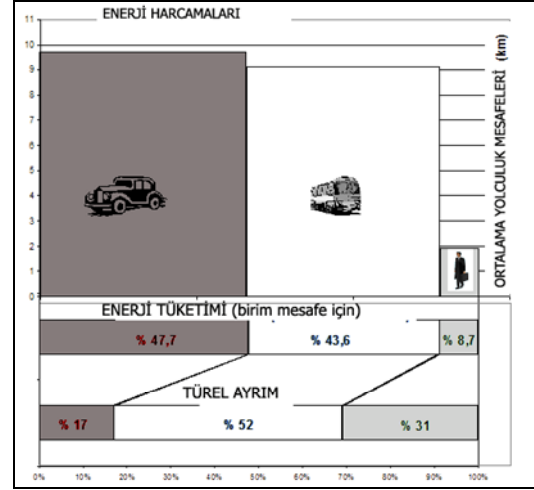 ENERJİ HARCAMALARI
11
10
9
8
7
6
5
4
3
2
1
0
ORTALAMA YOLCULUK MESAFELERİ (km)
ENERJİ TÜKETİMİ (birim mesafe için)
% 47,7 % 43,6 % 8,7
TÜREL AYRIM
% 17 % 52 % 31
0% 10% 20% 30% 40% 50% 60% 70% 80% 90% 100%